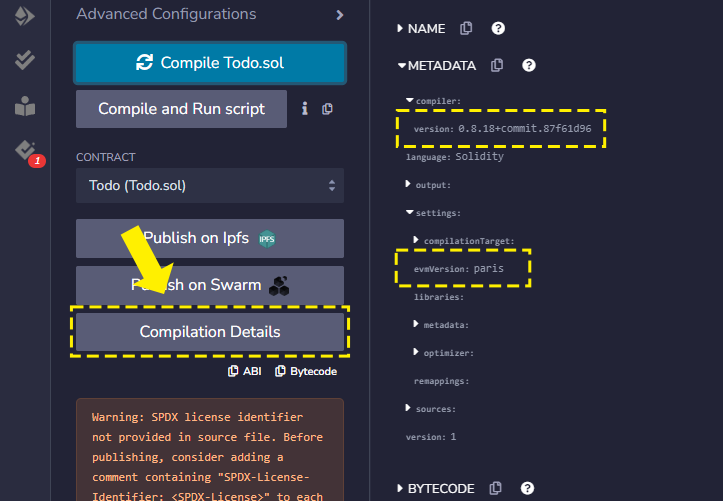 Advanced Configurations
Compile Todo.sol
Compile and Run script
1
CONTRACT
Todo (Todo.sol)
Publish on Ipfs IPFS
Publish on Swarm
Compilation Details
ABI Bytecode
Warning: SPDX license identifier
not provided in source file. Before
publishing, consider adding a
comment containing "SPDX-License-
Identifier: <SPDX-License>" to each
NAME
METADATA
compiler:
version: 0.8.18+commit.87f61d96
language: Solidity
output:
settings:
compilationTarget:
evmVersion: paris
libraries:
metadata:
optimizer:
remappings:
sources:
version: 1
BYTECODE